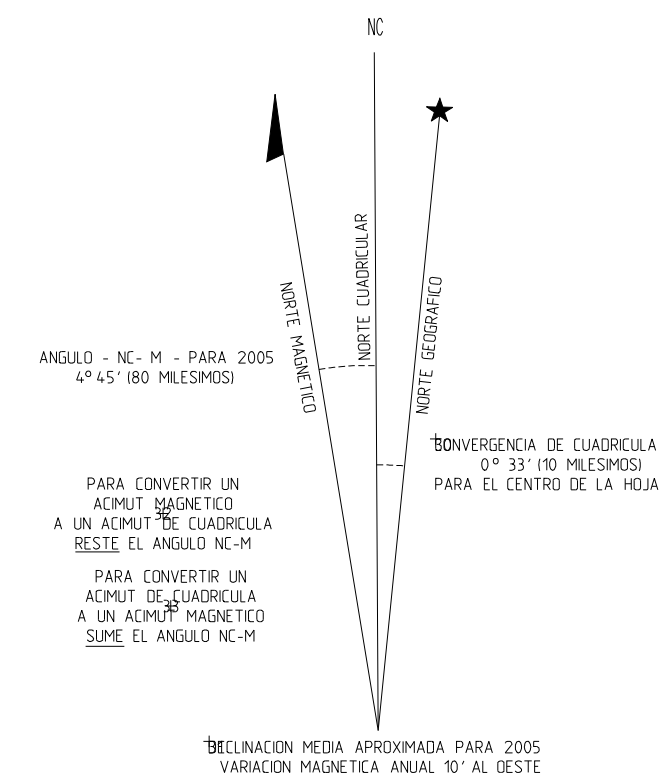 NC
NORTE MAGNETICO
NORTE CUADRICULAR
NORTE GEOGRAFICO
ANGULO - NC- M - PARA 2005
4° 45' (80 MILESIMOS)
CONVERGENCIA DE CUADRICULA
0° 33' (10 MILESIMOS)
PARA EL CENTRO DE LA HOJA
PARA CONVERTIR UN
ACIMUT MAGNETICO
A UN ACIMUT DE CUADRICULA
RESTE EL ANGULO NC-M
PARA CONVERTIR UN
ACIMUT DE CUADRICULA
A UN ACIMUT MAGNETICO
SUME EL ANGULO NC-M
DECLINACION MEDIA APROXIMADA PARA 2005
VARIACION MAGNETICA ANUAL 10' AL OESTE